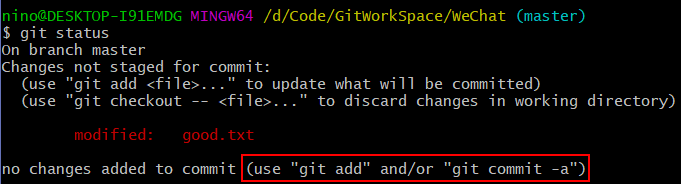 nino@DESKTOP-I91EMDG MINGW64 /d/Code/GitWorkSpace/WeChat (master)
$ git status
On branch master
Changes not staged for commit:
  (use "git add <file>..." to update what will be committed)
  (use "git checkout -- <file>..." to discard changes in working directory)

        modified:   good.txt

no changes added to commit (use "git add" and/or "git commit -a")